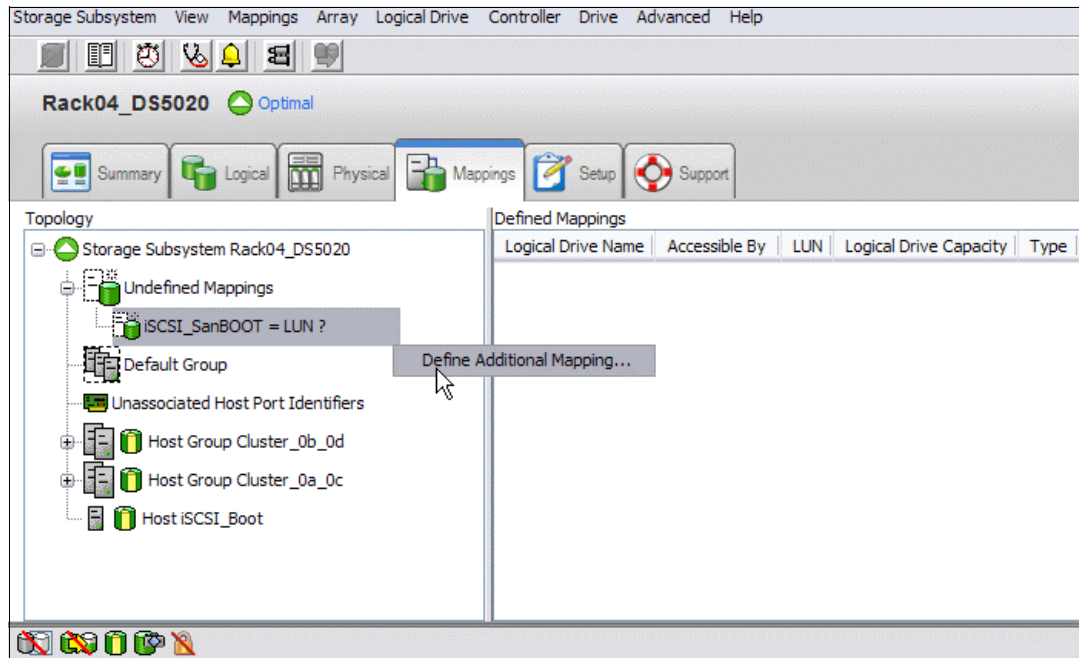 Storage Subsystem View Mappings Array Logical Drive Controller Drive Advanced Help
Rack04_DS5020 Optimal
Summary Logical Physical Mappings Setup Support
Topology
Storage Subsystem Rack04_DS5020
Undefined Mappings
iSCSI_SanBOOT = LUN ?
Define Additional Mapping...
Default Group
Unassociated Host Port Identifiers
Host Group Cluster_0b_0d
Host Group Cluster_0a_0c
Host iSCSI_Boot
Defined Mappings
Logical Drive Name Accessible By LUN Logical Drive Capacity Type